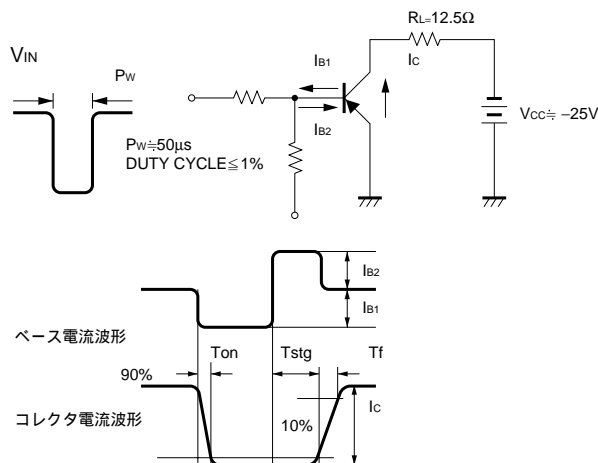 RL=12.5Ω
VIN
PW
IB1
IC
IB2
VCC≒ −25V
PW≒50μs
DUTY CYCLE≦1%
IB2
IB1
ベース電流波形
Ton
Tstg
Tf
90%
IC
コレクタ電流波形
10%